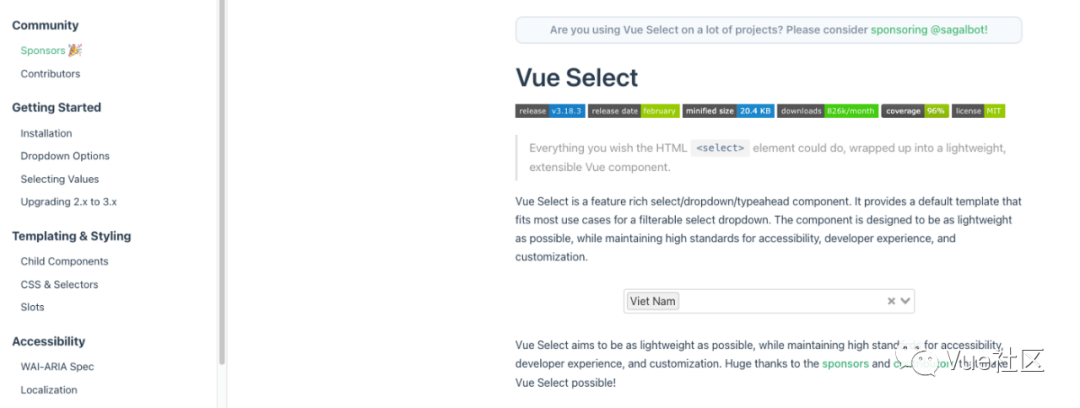 Community
Sponsors 🎉
Contributors
Getting Started
Installation
Dropdown Options
Selecting Values
Upgrading 2.x to 3.x
Templating & Styling
Child Components
CSS & Selectors
Slots
Accessibility
WAI-ARIA Spec
Localization
Are you using Vue Select on a lot of projects? Please consider sponsoring @sagalbot!
Vue Select
release v3.18.3 release date february minified size 20.4 KB downloads 826k/month coverage 96% license MIT
Everything you wish the HTML <select> element could do, wrapped up into a lightweight,
extensible Vue component.
Vue Select is a feature rich select/dropdown/typeahead component. It provides a default template that
fits most use cases for a filterable select dropdown. The component is designed to be as lightweight
as possible, while maintaining high standards for accessibility, developer experience, and
customization.
Viet Nam
Vue Select aims to be as lightweight as possible, while maintaining high for accessibility,
developer experience, and customization. Huge thanks to the sponsors and make
Vue Select possible!
Vue社区